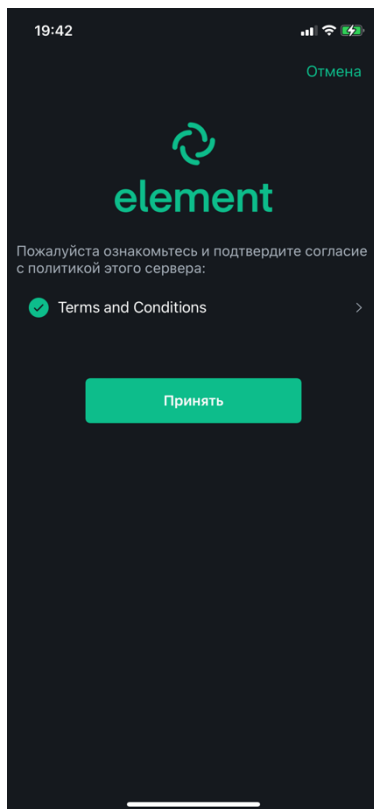 19:42
Отмена
element
Пожалуйста ознакомьтесь и подтвердите согласие
с политикой этого сервера:
Terms and Conditions
Принять